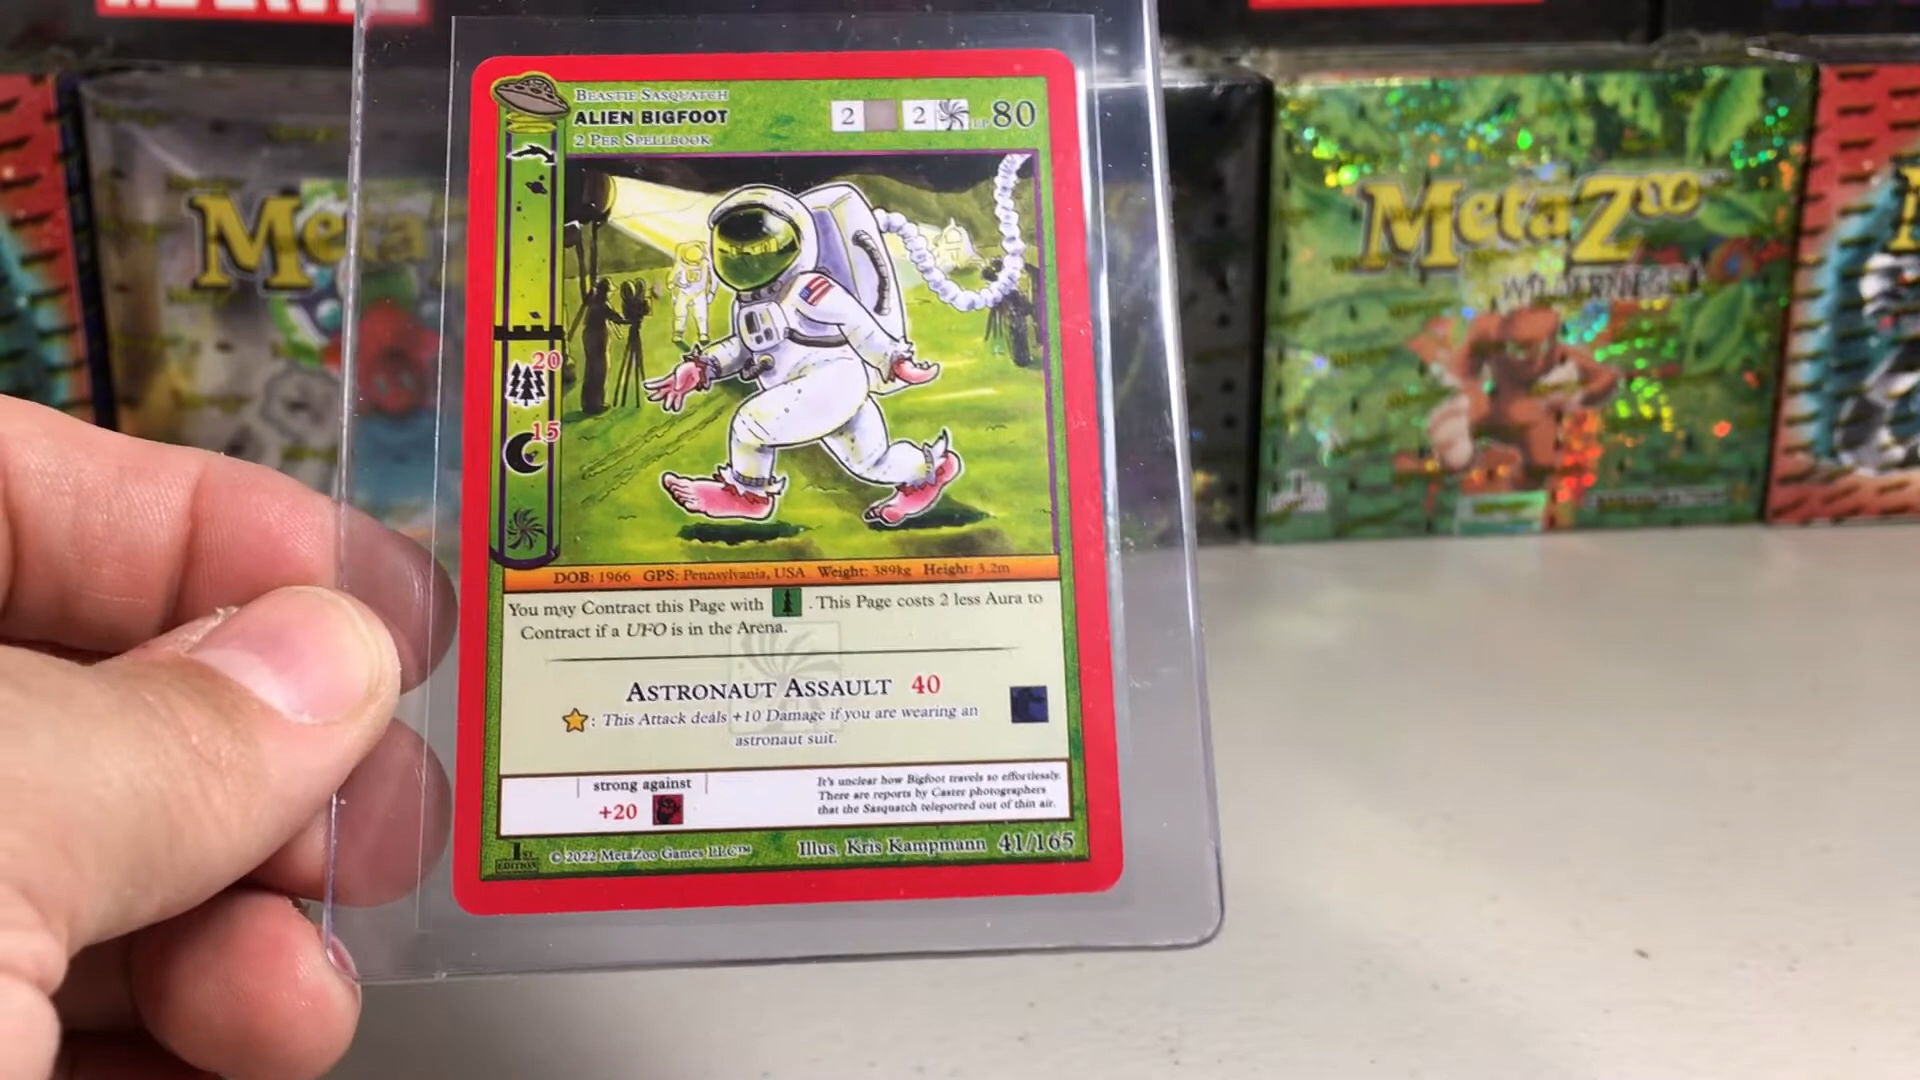 BEASTIE SASQUATCH
ALIEN BIGFOOT
2 PER SPELLBOOK
2 2 LP 80
20
15
DOB: 1966 GPS: Pennsylvania, USA Weight: 389kg Height: 3.2m
You may Contract this Page with . This Page costs 2 less Aura to
Contract if a UFO is in the Arena.
ASTRONAUT ASSAULT 40
: This Attack deals +10 Damage if you are wearing an
astronaut suit.
strong against
+20
It's unclear how Bigfoot travels so effortlessly.
There are reports by Caster photographers
that the Sasquatch teleported out of thin air.
1ST EDITION
© 2022 MetaZoo Games LLC™ Illus. Kris Kampmann 41/165
Meta
MetaZoo
WILDERNESS